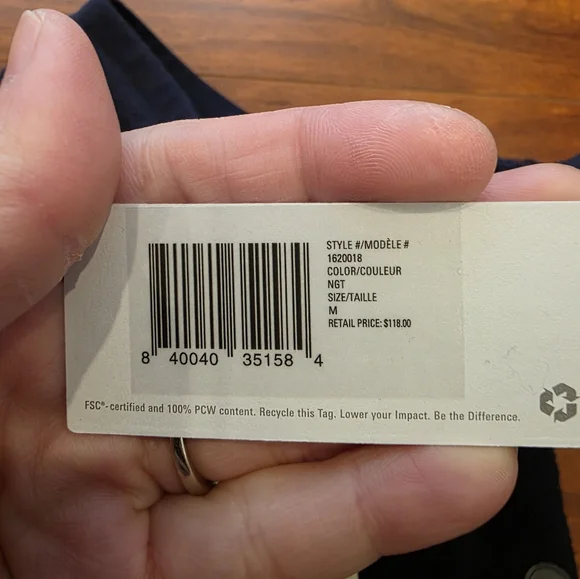 STYLE #/MODÈLE #
1620018
COLOR/COULEUR
NGT
SIZE/TAILLE
M
RETAIL PRICE: $118.00
8 40040 35158 4
FSC®-certified and 100% PCW content. Recycle this Tag. Lower your Impact. Be the Difference.